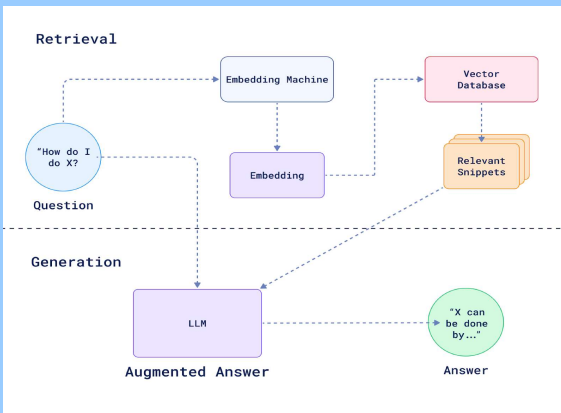 Retrieval
Embedding Machine
Vector
Database
"How do I
do X?
Embedding
Relevant
Snippets
Question
Generation
LLM
"X can
be done
by..."
Augmented Answer
Answer